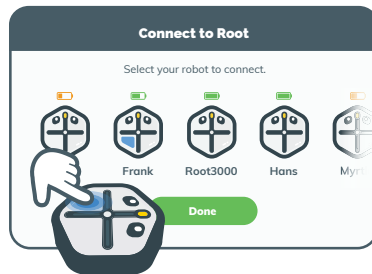 Connect to Root
Select your robot to connect.
Frank Root3000 Hans
Done